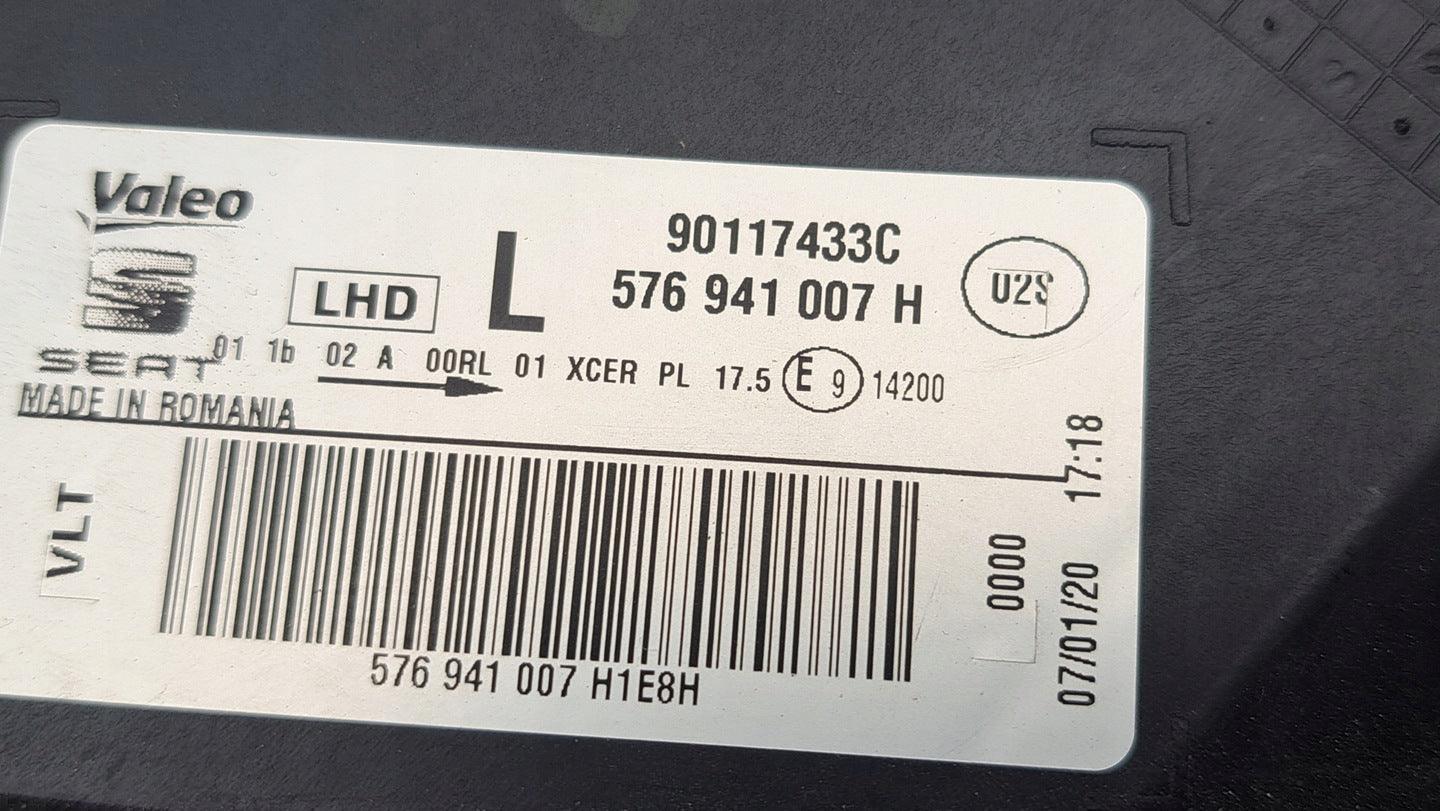 Valeo
SEAT
MADE IN ROMANIA
LHD
L
90117433C
576 941 007 H
U2S
01 1b 02 A 00RL 01 XCER PL 17.5 E 9 14200
VLT
576 941 007 H1E8H
0000
07/01/20 17:18